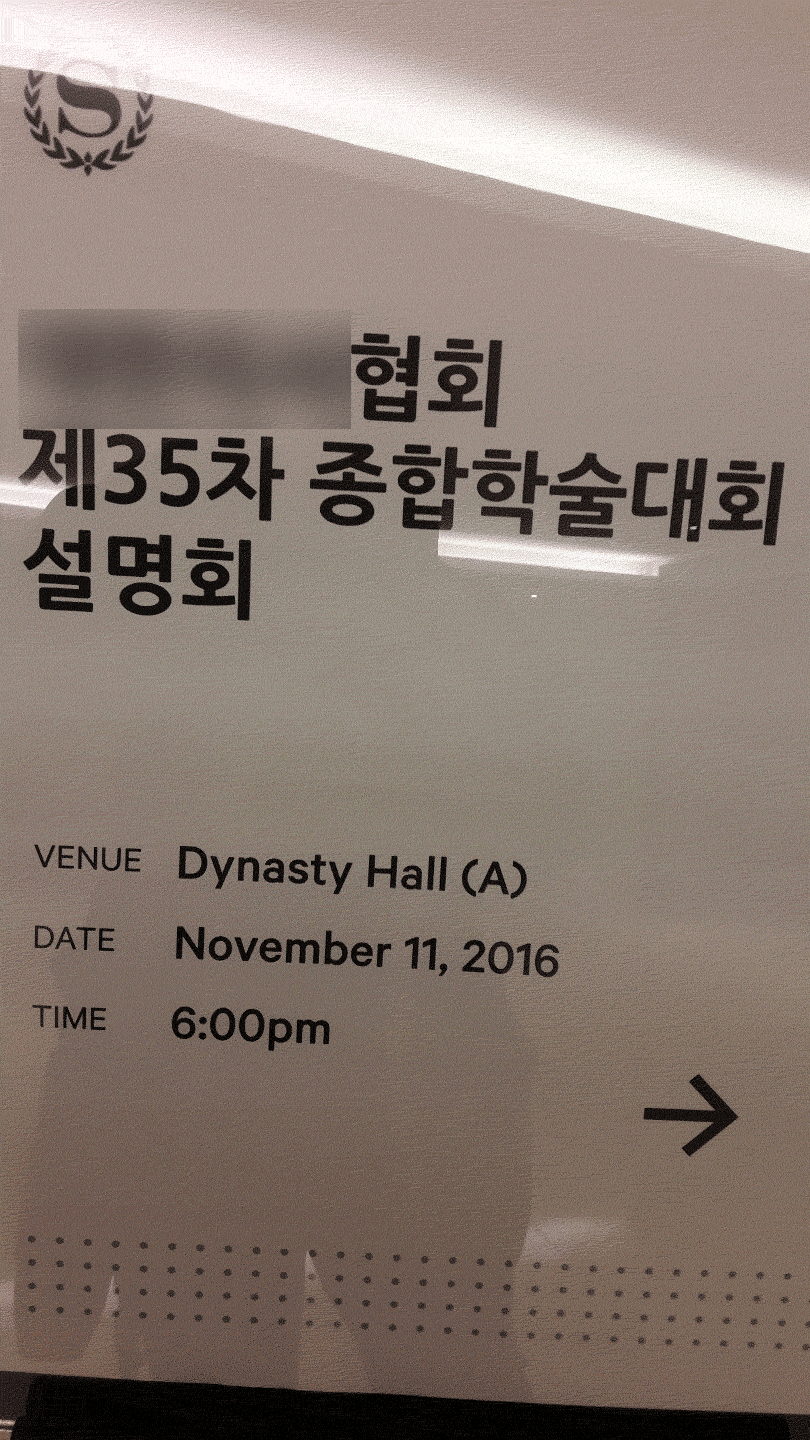 S
협회
제35차 종합학술대회
설명회
VENUE Dynasty Hall (A)
DATE November 11, 2016
TIME 6:00pm